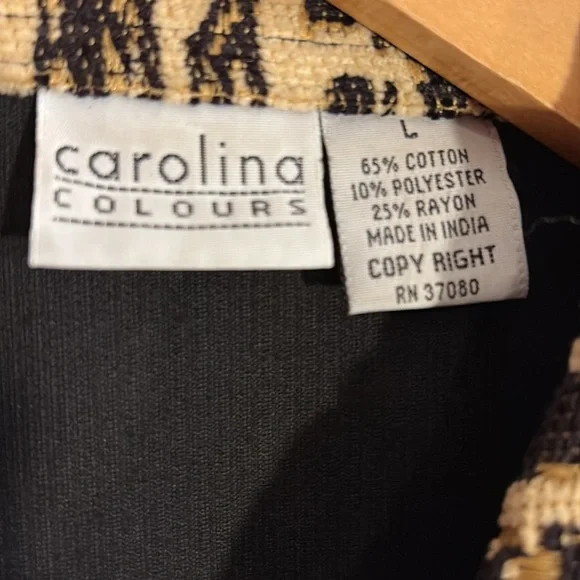 carolina
COLOURS
L
65% COTTON
10% POLYESTER
25% RAYON
MADE IN INDIA
COPY RIGHT
RN 37080